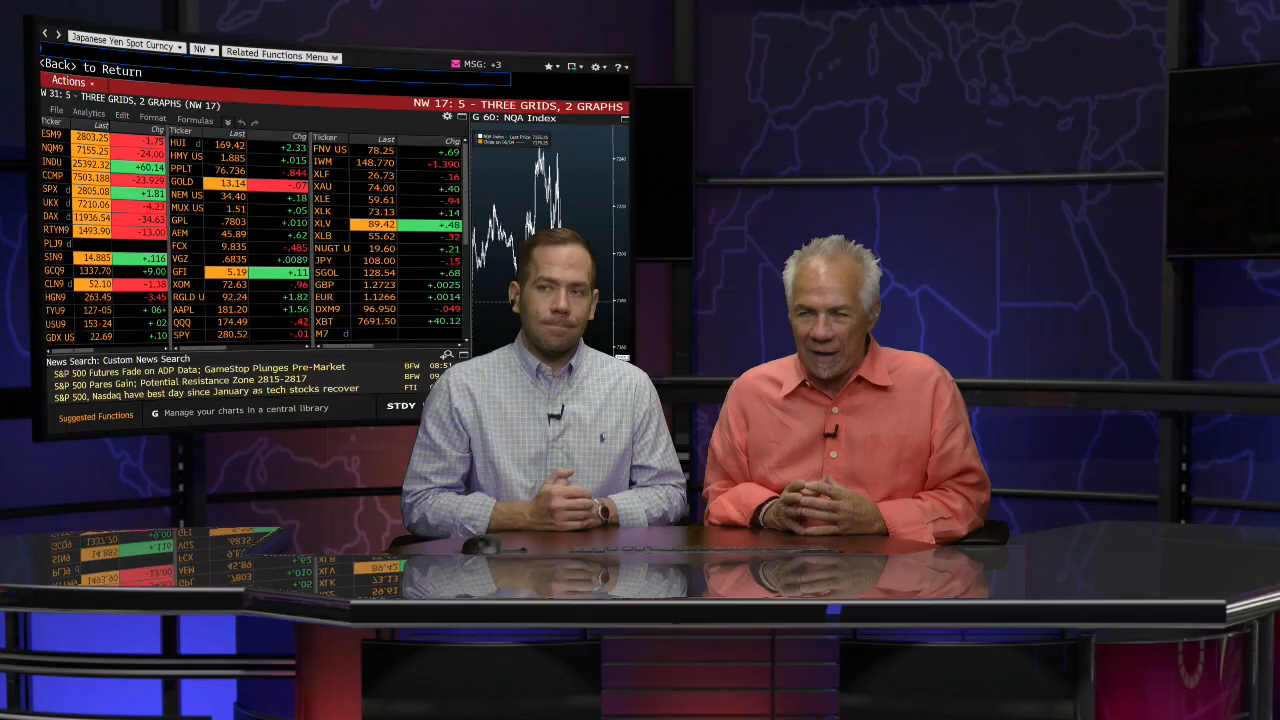 Japanese Yen Spot Curncy
NW
Related Functions Menu
MSG: +3
<Back> to Return
Actions
W 31: 5 - THREE GRIDS, 2 GRAPHS (NW 17)
NW 17: 5 - THREE GRIDS, 2 GRAPHS
File Analytics Edit Format Formulas
G 60: NQA Index
Ticker Last Chg
ESM9 2803.25 -1.75
NQM9 7155.25 -24.00
INDU 25392.32 +60.14
CCMP 7503.188 -23.929
SPX d 2805.08 +1.81
UKX d 7210.06 -4.23
DAX d 11936.54 -34.63
RTYM9 1493.90 -13.00
PLJ9 d
SIN9 14.885 +.116
GCQ9 1337.70 +9.00
CLN9 d 52.10 -1.38
HGN9 263.45 -3.45
TYU9 127-05 + 06+
USU9 153-24 + 02
GDX US 22.69 +.10
Ticker Last Chg
HUI d 169.42 +2.33
HMY US 1.885 +.015
PPLT 76.736 -.844
GOLD 13.14 -.07
NEM US 34.40 +.18
MUX US 1.51 +.05
GPL .7803 +.010
AEM 45.89 +.62
FCX 9.835 -.485
VGZ .6835 +.0089
GFI 5.19 +.11
XOM 72.63 -.96
RGLD U 92.24 +1.82
AAPL 181.20 +1.56
QQQ 174.49 -.42
SPY 280.52 -.01
Ticker Last Chg
FNV US 78.25 +.69
IWM 148.770 -1.390
XLF 26.73 -.16
XAU 74.00 +.40
XLE 59.61 -.94
XLK 73.13 +.14
XLV 89.42 +.48
XLB 55.62 -.32
NUGT U 19.60 +.21
JPY 108.00 -.15
SGOL 128.54 +.68
GBP 1.2762 +.0025
EUR 1.1266 +.0014
DXM9 96.950 -.049
XBT 7691.50 +40.12
M7 d
News Search: Custom News Search
S&P 500 Futures Fade on ADP Data; GameStop Plunges Pre-Market BFW 08:51
S&P 500 Pares Gain; Potential Resistance Zone 2815-2817 BFW
S&P 500, Nasdaq have best day since January as tech stocks recover FTI
Suggested Functions
G Manage your charts in a central library
STDY